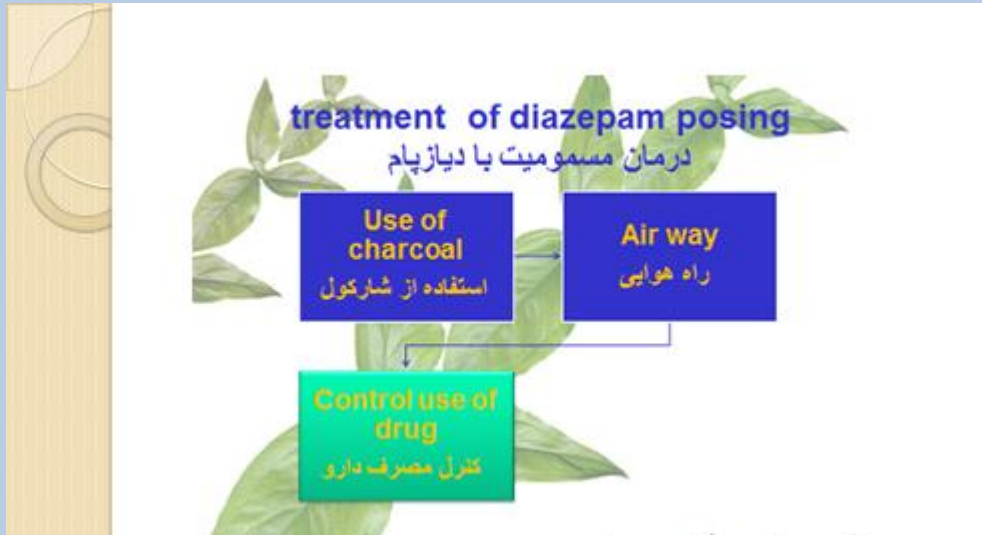 treatment of diazepam posing
درمان مسمومیت با دیازپام
Use of
charcoal
استفاده از شارکول
Air way
راه هوایی
Control use of
drug
کنرل مصرف دارو